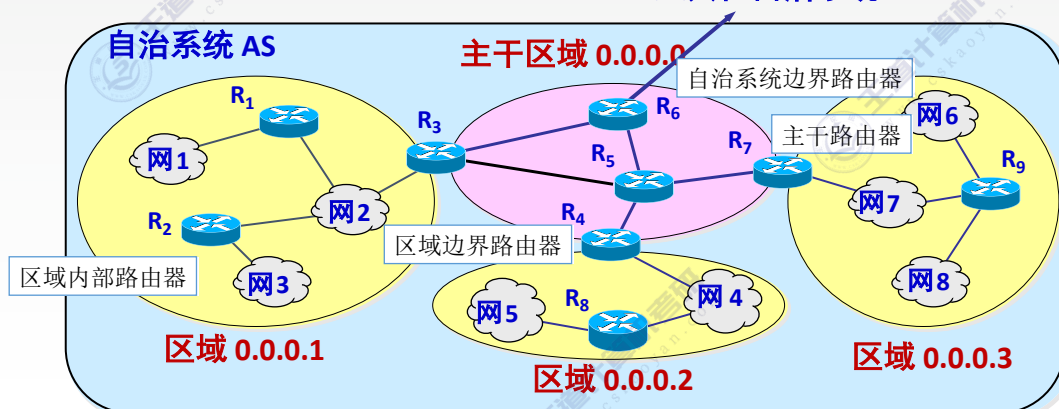 自治系统 AS
主干区域 0.0.0.0
自治系统边界路由器
R1
R3
R6
网6
主干路由器
网1
R5
R7
R9
R2
网2
R4
网7
区域边界路由器
区域内部路由器
网3
网5
R8
网4
网8
区域 0.0.0.1
区域 0.0.0.2
区域 0.0.0.3